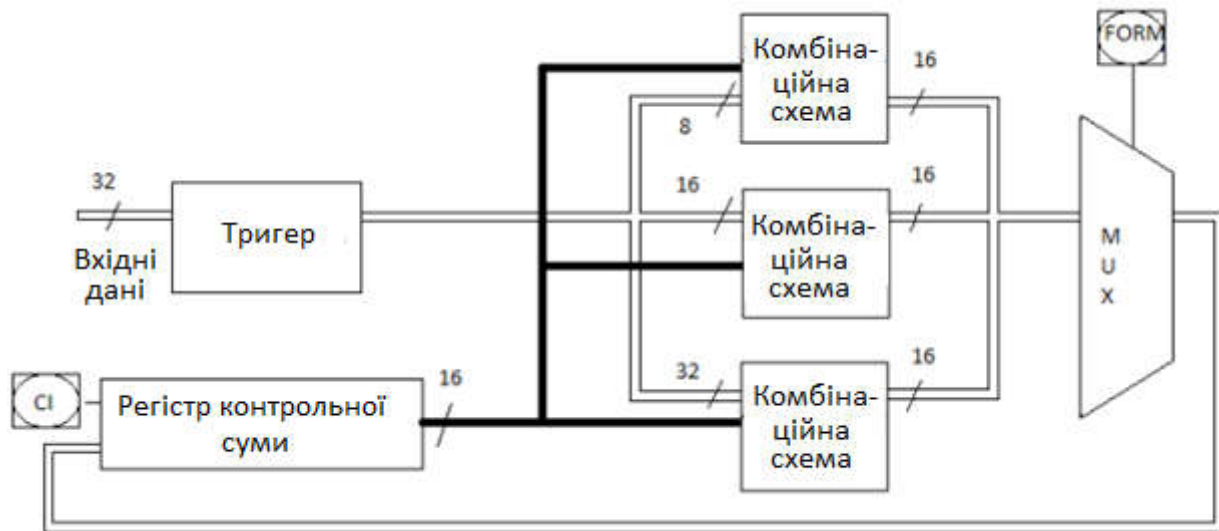 Комбіна-
ційна
схема
16
FORM
8
32
Вхідні
дані
Тригер
16
Комбіна-
ційна
схема
16
M
U
X
CI
Регістр контрольної
суми
16
32
Комбіна-
ційна
схема
16